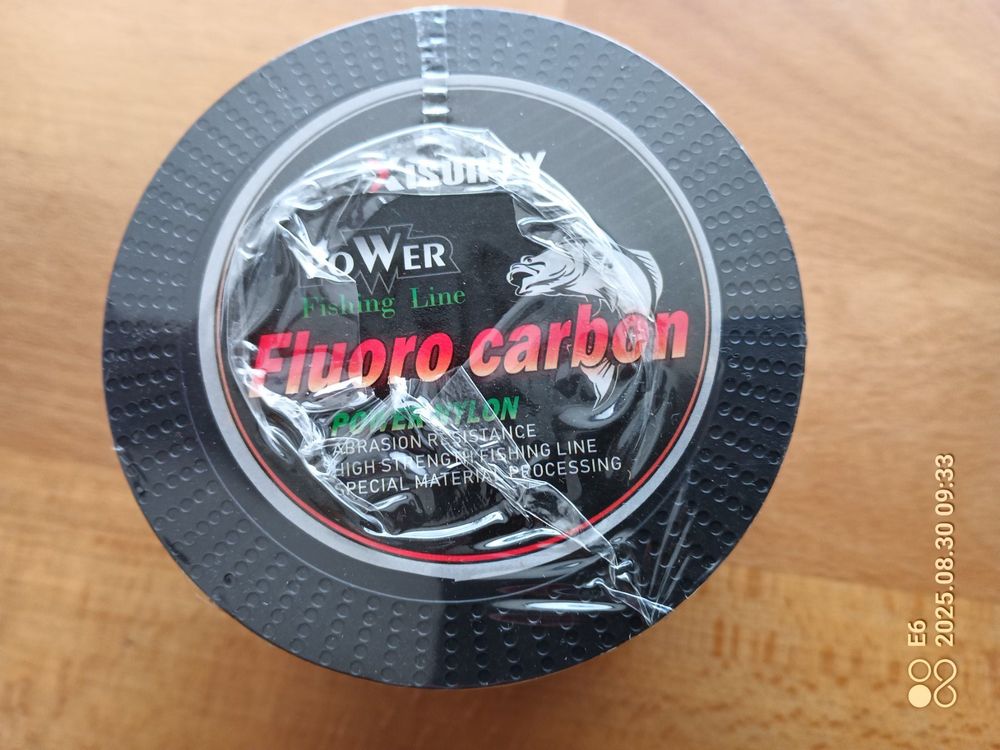 POWER
Fishing Line
Fluoro carbon
POWER NYLON
ABRASION RESISTANCE
HIGH STRENGTH FISHING LINE
SPECIAL MATERIAL PROCESSING
E6
2025.08.30 09:33